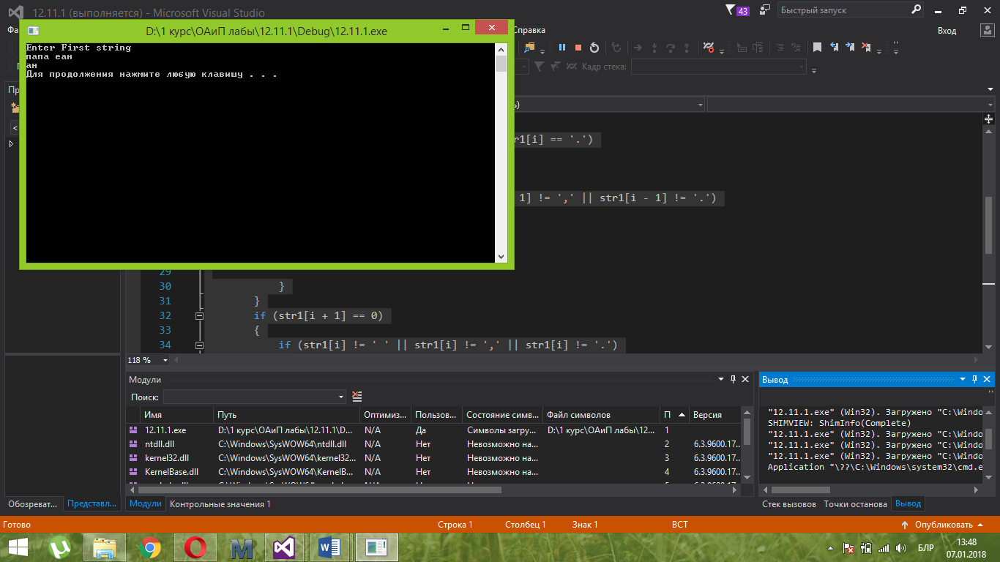 12.11.1 (выполняется) - Microsoft Visual Studio
43
Быстрый запуск
D:\1 курс\ОАиП лабы\12.11.1\Debug\12.11.1.exe
Справка
Вход
Enter First string
папа еан
ан
Для продолжения нажмите любую клавишу . . .
Кадр стека:
r1[i] == '.')
1] != ',' || str1[i - 1] != '.')
29
30 }
31 }
32 if (str1[i + 1] == 0)
33 {
34 if (str1[i] != ' ' || str1[i] != ',' || str1[i] != '.')
118 %
Модули
Поиск:
Имя Путь Оптимиз... Пользов... Состояние симв... Файл символов П Версия
12.11.1.exe D:\1 курс\ОАиП лабы\12.11.1\D... N/A Да Символы загру... D:\1 курс\ОАиП лабы\12... 1
ntdll.dll C:\Windows\SysWOW64\ntdll.dll N/A Нет Невозможно на... 2 6.3.9600.17...
kernel32.dll C:\Windows\SysWOW64\kernel32... N/A Нет Невозможно на... 3 6.3.9600.17...
KernelBase.dll C:\Windows\SysWOW64\KernelB... N/A Нет Невозможно на... 4 6.3.9600.17...
Вывод
"12.11.1.exe" (Win32). Загружено "C:\Windo
SHIMVIEW: ShimInfo(Complete)
"12.11.1.exe" (Win32). Загружено "C:\Windo
"12.11.1.exe" (Win32). Загружено "C:\Windo
"12.11.1.exe" (Win32). Загружено "C:\Windo
Application "\??\C:\Windows\system32\cmd.e
Обозреват... Представл... Модули Контрольные значения 1 Стек вызовов Точки останова Вывод
Готово Строка 1 Столбец 1 Знак 1 ВСТ Опубликовать
БЛР
13:48
07.01.2018